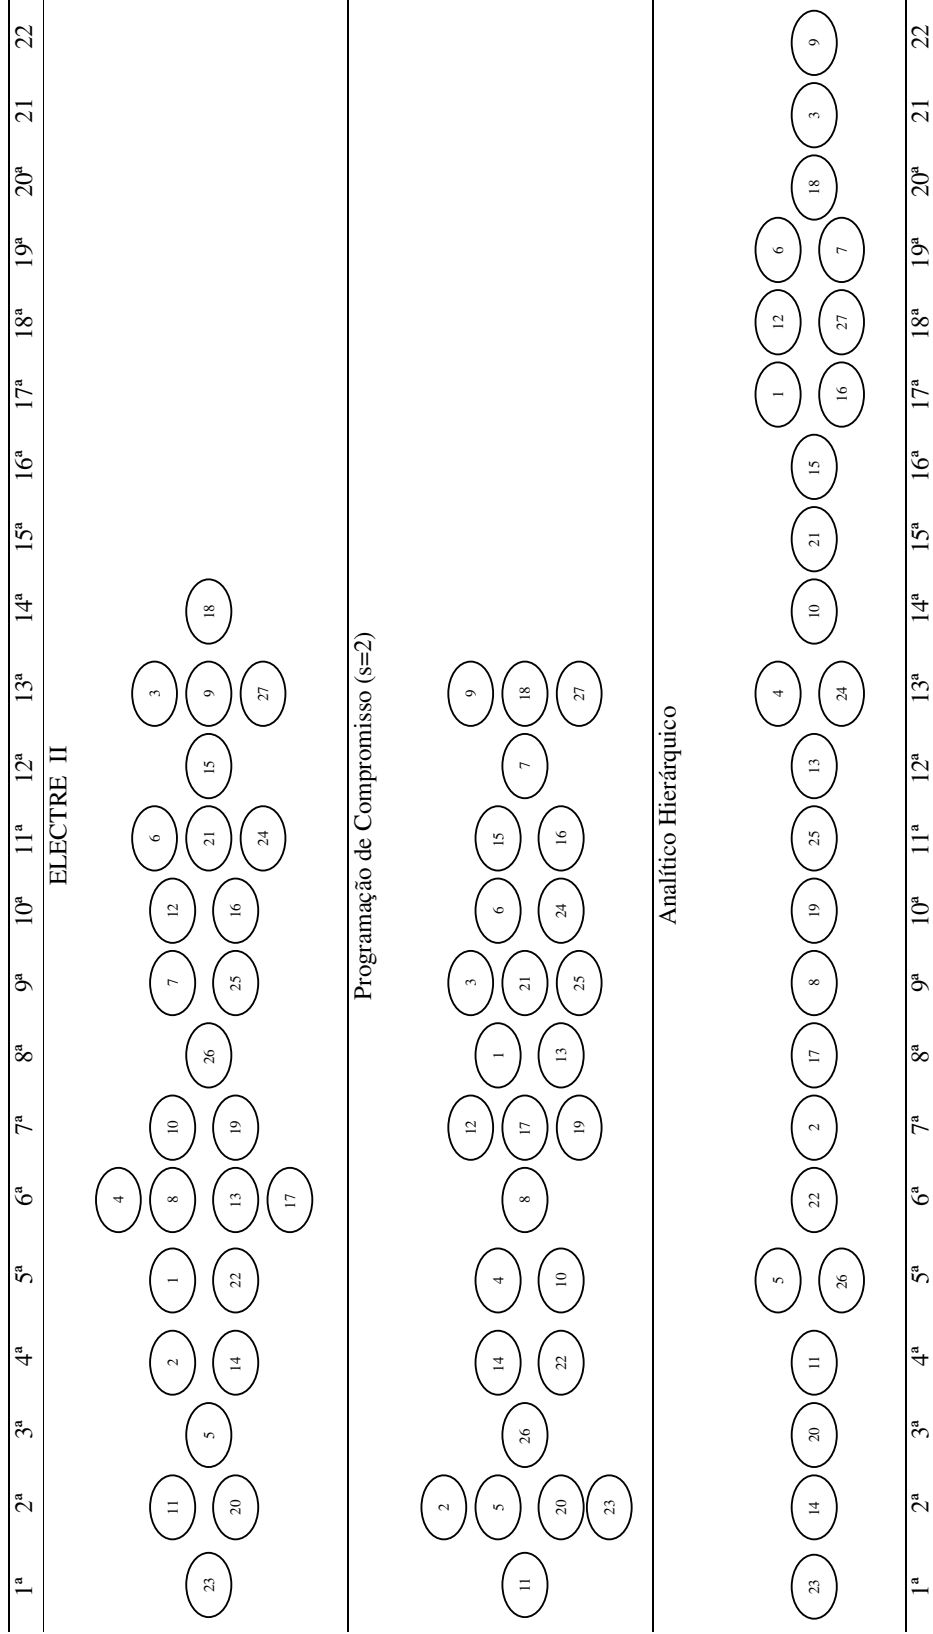 1ª 2ª 3ª 4ª 5ª 6ª 7ª 8ª 9ª 10ª 11ª 12ª 13ª 14ª 15ª 16ª 17ª 18ª 19ª 20ª 21 22
ELECTRE II
4
6 3
11 2 1 8 10 7 12
23 5 26 21 15 9 18
20 14 22 13 19 25 16
24 27
17
Programação de Compromisso (s=2)
2
12 3 9
5 14 4 1 6 15
11 26 8 17 21 7 18
20 22 10 13 24 16
19 25 27
23
Analítico Hierárquico
5 4 1 12 6
23 14 20 11 22 2 17 8 19 25 13 10 21 15 18 3 9
26 24 16 27 7
1ª 2ª 3ª 4ª 5ª 6ª 7ª 8ª 9ª 10ª 11ª 12ª 13ª 14ª 15ª 16ª 17ª 18ª 19ª 20ª 21 22